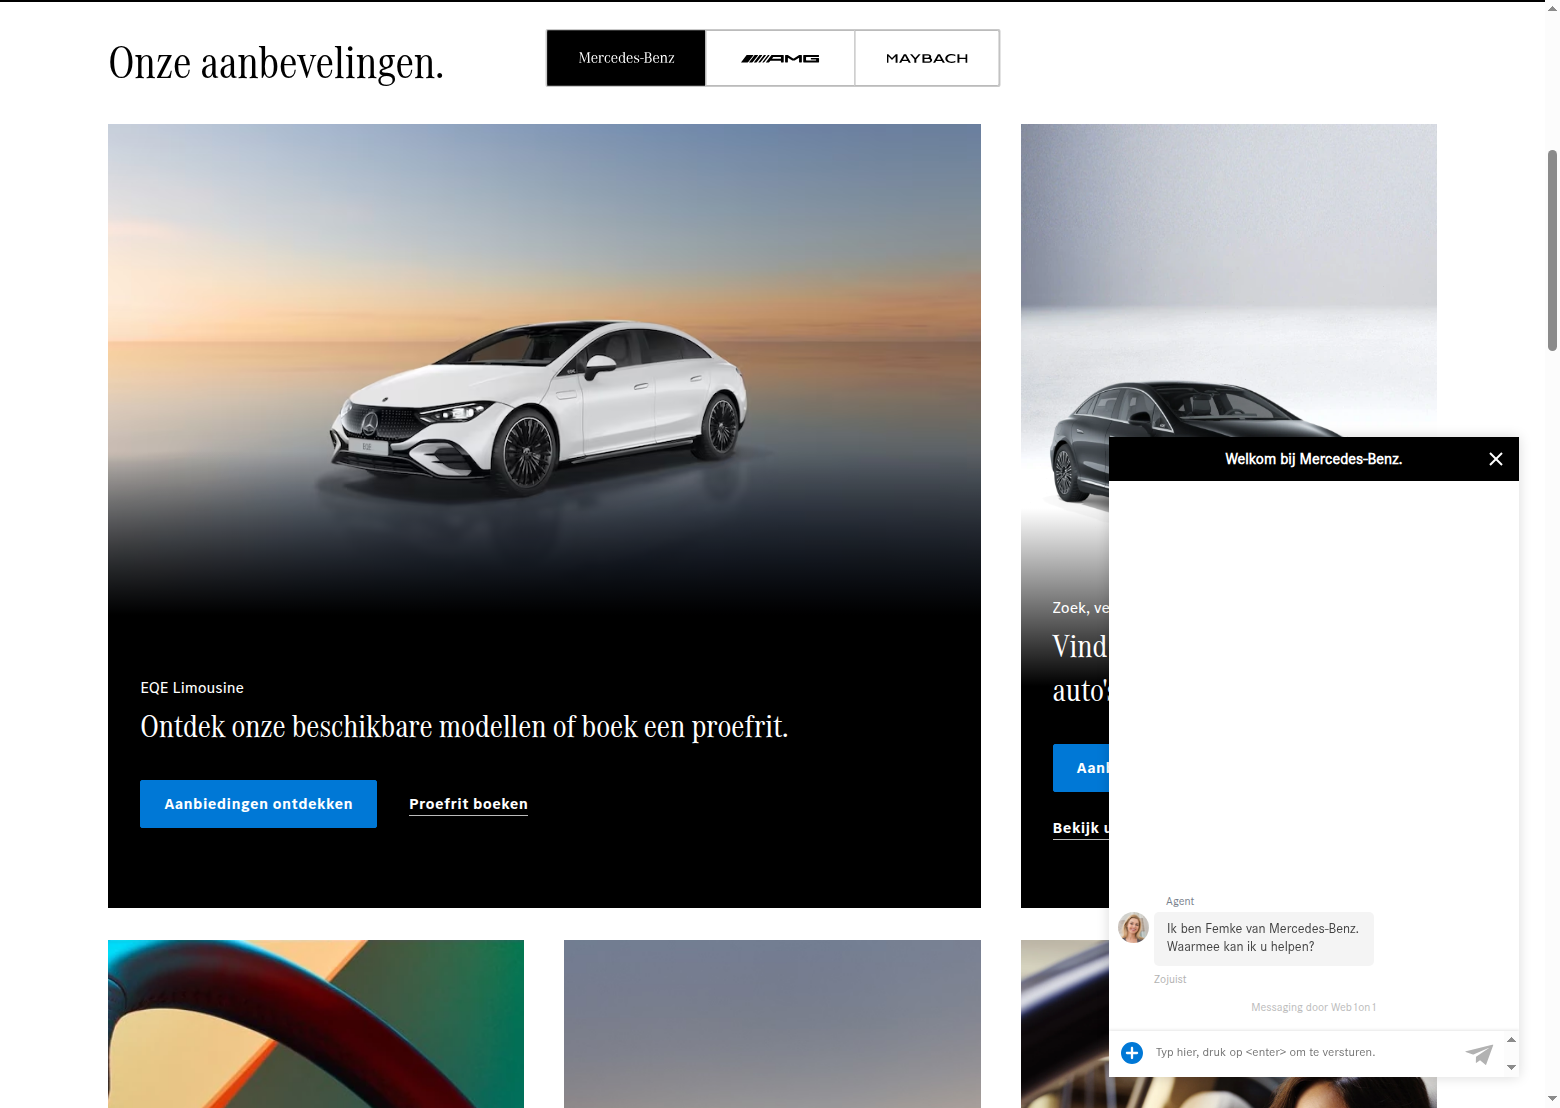 Onze aanbevelingen.
Mercedes-Benz
AMG
MAYBACH
EQE Limousine
Ontdek onze beschikbare modellen of boek een proefrit.
Aanbiedingen ontdekken
Proefrit boeken
Zoek,
Vind
auto's
Bekijk
Welkom bij Mercedes-Benz.
Agent
Ik ben Femke van Mercedes-Benz.
Waarmee kan ik u helpen?
Zojuist
Messaging door Web1on1
Typ hier, druk op <enter> om te versturen.